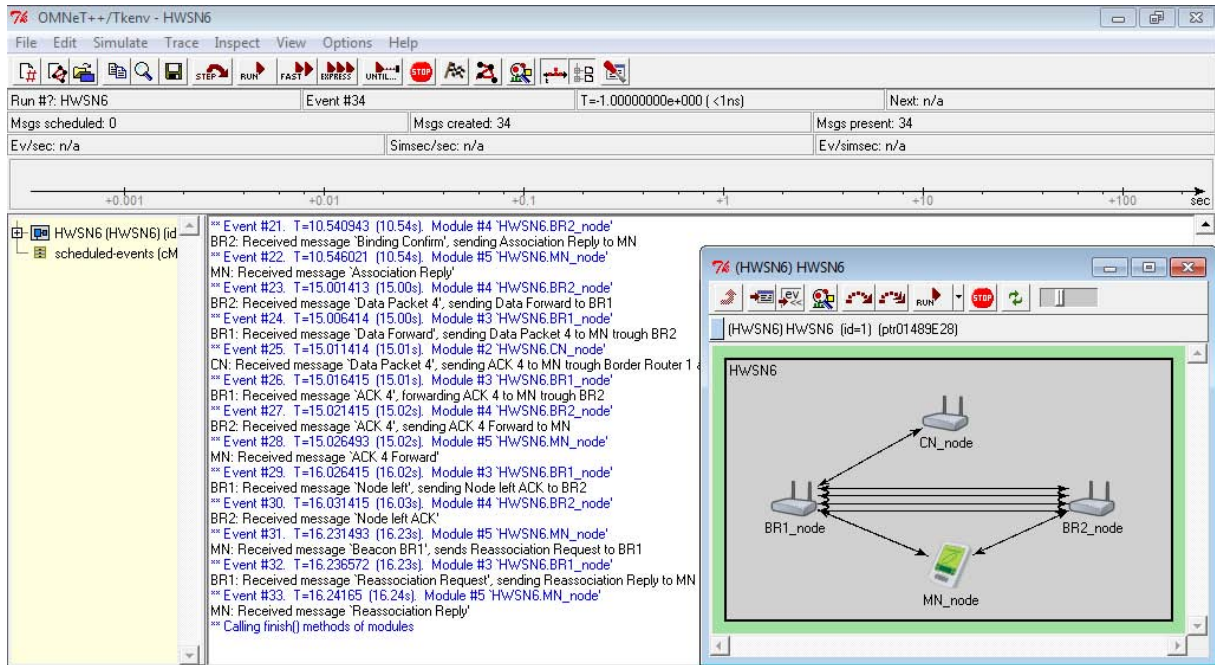 OMNeT++/Tkenv - HWSN6
File Edit Simulate Trace Inspect View Options Help
STEP RUN FAST EXPRESS UNTIL... STOP
Run #?: HWSN6 Event #34 T=-1.00000000e+000 ( <1ns) Next: n/a
Msgs scheduled: 0 Msgs created: 34 Msgs present: 34
Ev/sec: n/a Simsec/sec: n/a Ev/simsec: n/a
+0.001 +0.01 +0.1 +1 +10 +100 sec
HWSN6 (HWSN6) (id
scheduled-events (cM
** Event #21. T=10.540943 (10.54s). Module #4 `HWSN6.BR2_node'
BR2: Received message `Binding Confirm', sending Association Reply to MN
** Event #22. T=10.546021 (10.54s). Module #5 `HWSN6.MN_node'
MN: Received message `Association Reply'
** Event #23. T=15.001413 (15.00s). Module #4 `HWSN6.BR2_node'
BR2: Received message `Data Packet 4', sending Data Forward to BR1
** Event #24. T=15.006414 (15.00s). Module #3 `HWSN6.BR1_node'
BR1: Received message `Data Forward', sending Data Packet 4 to MN trough BR2
** Event #25. T=15.011414 (15.01s). Module #2 `HWSN6.CN_node'
CN: Received message `Data Packet 4', sending ACK 4 to MN trough Border Router 1
** Event #26. T=15.016415 (15.01s). Module #3 `HWSN6.BR1_node'
BR1: Received message `ACK 4', forwarding ACK 4 to MN trough BR2
** Event #27. T=15.021415 (15.02s). Module #4 `HWSN6.BR2_node'
BR2: Received message `ACK 4', sending ACK 4 Forward to MN
** Event #28. T=15.026493 (15.02s). Module #5 `HWSN6.MN_node'
MN: Received message `ACK 4 Forward'
** Event #29. T=16.026415 (16.02s). Module #3 `HWSN6.BR1_node'
BR1: Received message `Node left', sending Node left ACK to BR2
** Event #30. T=16.031415 (16.03s). Module #4 `HWSN6.BR2_node'
BR2: Received message `Node left ACK'
** Event #31. T=16.231493 (16.23s). Module #5 `HWSN6.MN_node'
MN: Received message `Beacon BR1', sends Reassociation Request to BR1
** Event #32. T=16.236572 (16.23s). Module #3 `HWSN6.BR1_node'
BR1: Received message `Reassociation Request', sending Reassociation Reply to MN
** Event #33. T=16.24165 (16.24s). Module #5 `HWSN6.MN_node'
MN: Received message `Reassociation Reply'
** Calling finish() methods of modules
(HWSN6) HWSN6
RUN STOP
(HWSN6) HWSN6 (id=1) (ptr01489E28)
HWSN6
CN_node
BR1_node
BR2_node
MN_node